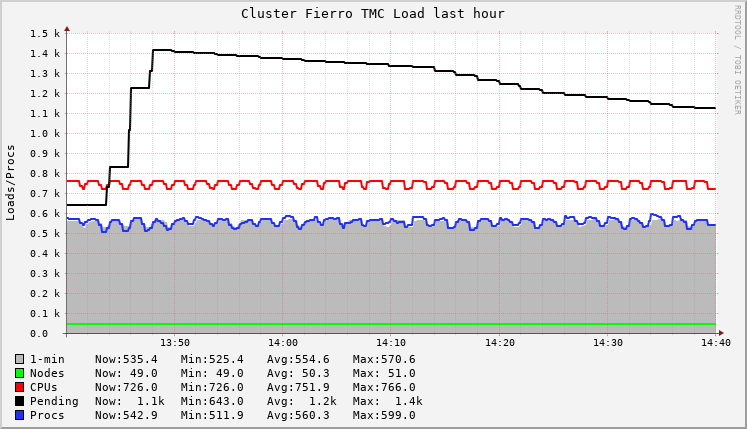 Cluster Fierro TMC Load last hour
RRDTOOL / TOBI OETIKER
Loads/Procs
1.5 k
1.4 k
1.3 k
1.2 k
1.1 k
1.0 k
0.9 k
0.8 k
0.7 k
0.6 k
0.5 k
0.4 k
0.3 k
0.2 k
0.1 k
0.0
13:50 14:00 14:10 14:20 14:30 14:40
1-min Now:535.4 Min:525.4 Avg:554.6 Max:570.6
Nodes Now: 49.0 Min: 49.0 Avg: 50.3 Max: 51.0
CPUs Now:726.0 Min:726.0 Avg:751.9 Max:766.0
Pending Now: 1.1k Min:643.0 Avg: 1.2k Max: 1.4k
Procs Now:542.9 Min:511.9 Avg:560.3 Max:599.0